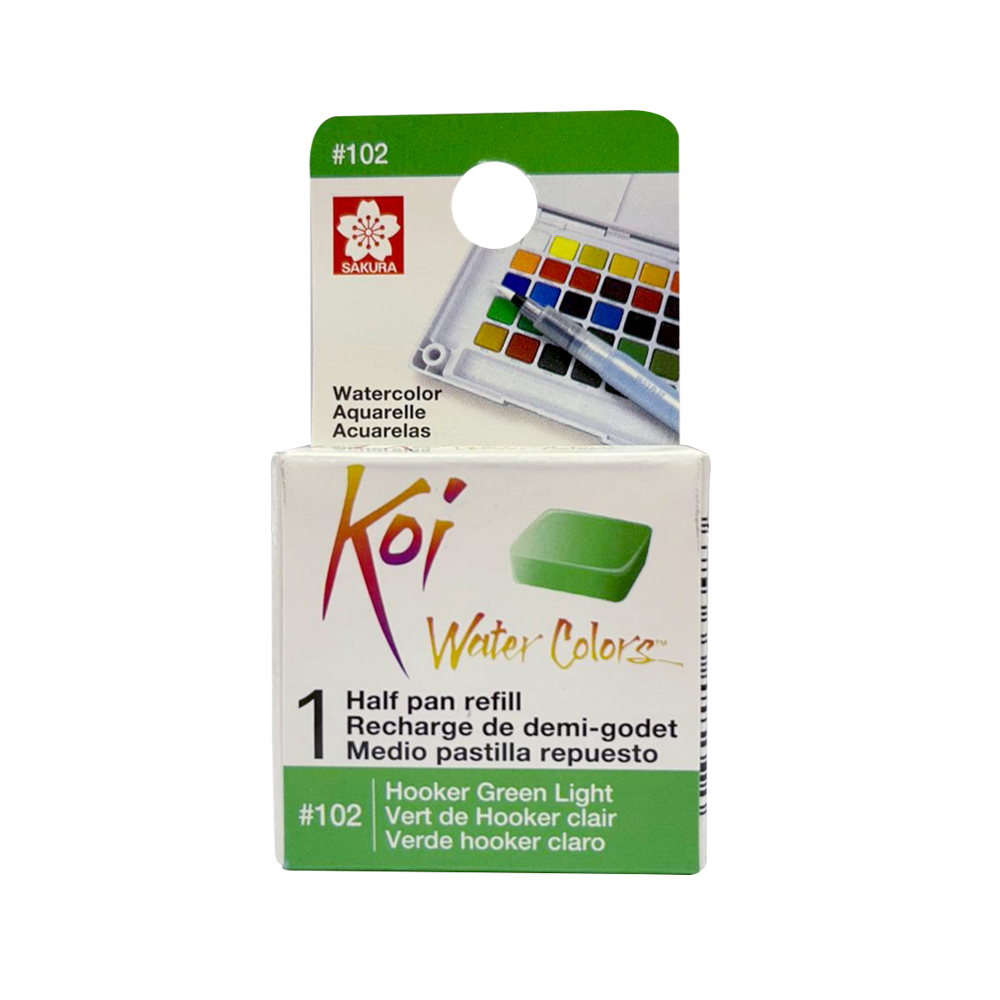 #102
SAKURA
Watercolor
Aquarelle
Acuarelas
Koi
Water Colors™
1
Half pan refill
Recharge de demi-godet
Medio pastilla repuesto
#102
Hooker Green Light
Vert de Hooker clair
Verde hooker claro